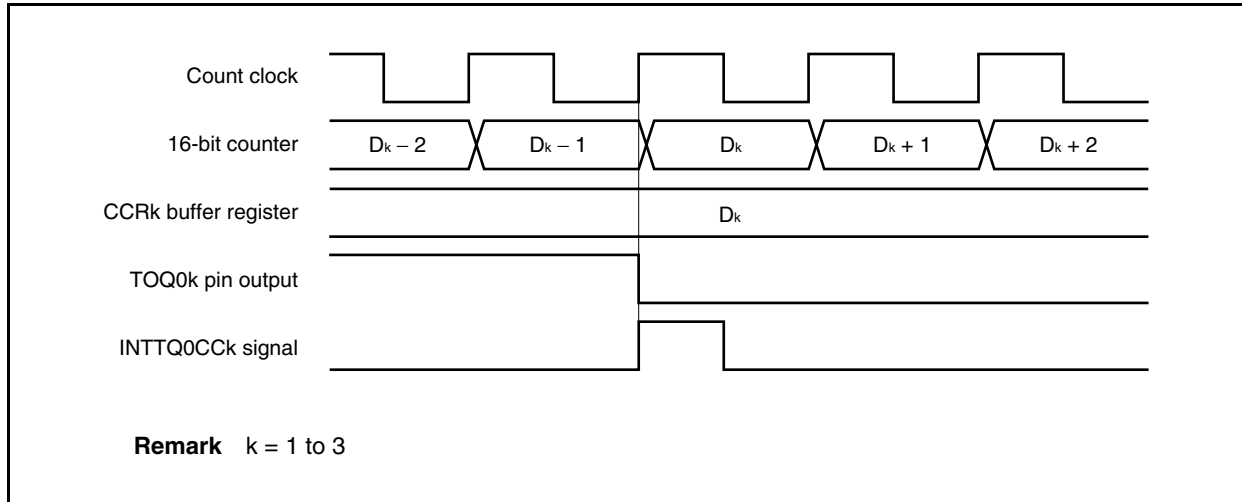 Count clock
16-bit counter
Dk − 2
Dk − 1
Dk
Dk + 1
Dk + 2
CCRk buffer register
Dk
TOQ0k pin output
INTTQ0CCk signal
Remark k = 1 to 3